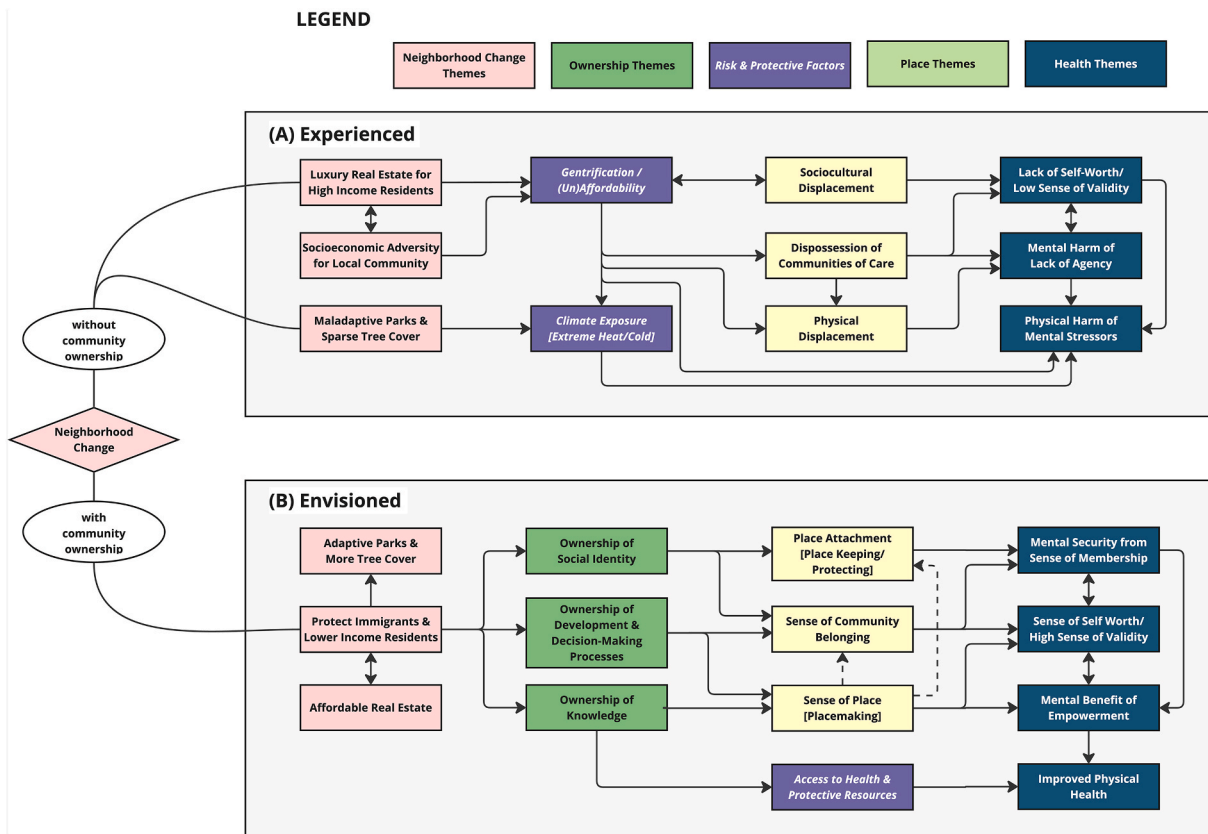 LEGEND
Neighborhood Change
Themes
Ownership Themes
Risk & Protective Factors
Place Themes
Health Themes
(A) Experienced
Luxury Real Estate for
High Income Residents
Gentrification /
(Un)Affordability
Sociocultural
Displacement
Lack of Self-Worth/
Low Sense of Validity
Socioeconomic Adversity
for Local Community
Dispossession of
Communities of Care
Mental Harm of
Lack of Agency
Maladaptive Parks &
Sparse Tree Cover
Climate Exposure
[Extreme Heat/Cold]
Physical
Displacement
Physical Harm of
Mental Stressors
without
community
ownership
Neighborhood
Change
with
community
ownership
(B) Envisioned
Adaptive Parks &
More Tree Cover
Ownership of
Social Identity
Place Attachment
[Place Keeping/
Protecting]
Mental Security from
Sense of Membership
Protect Immigrants &
Lower Income Residents
Ownership of
Development &
Decision-Making
Processes
Sense of Community
Belonging
Sense of Self Worth/
High Sense of Validity
Affordable Real Estate
Ownership of
Knowledge
Sense of Place
[Placemaking]
Mental Benefit of
Empowerment
Access to Health &
Protective Resources
Improved Physical
Health